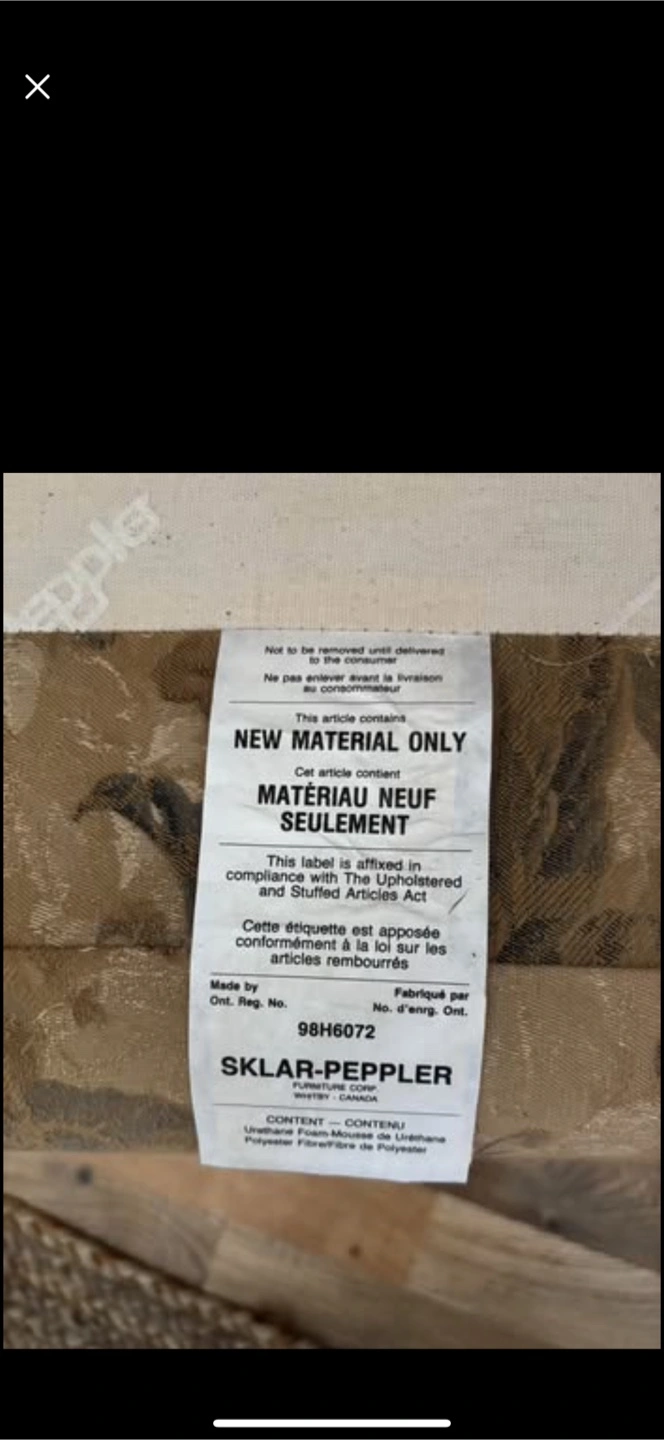 eppler
Not to be removed until delivered
to the consumer
Ne pas enlever avant la livraison
au consommateur
This article contains
NEW MATERIAL ONLY
Cet article contient
MATÉRIAU NEUF
SEULEMENT
This label is affixed in
compliance with The Upholstered
and Stuffed Articles Act
Cette étiquette est apposée
conformément à la loi sur les
articles rembourrés
Made by
Ont. Reg. No.
Fabriqué par
No. d'enrg. Ont.
98H6072
SKLAR-PEPPLER
FURNITURE CORP.
WHITBY - CANADA
CONTENT — CONTENU
Urethane Foam-Mousse de Uréthane
Polyester Fibre/Fibre de Polyester